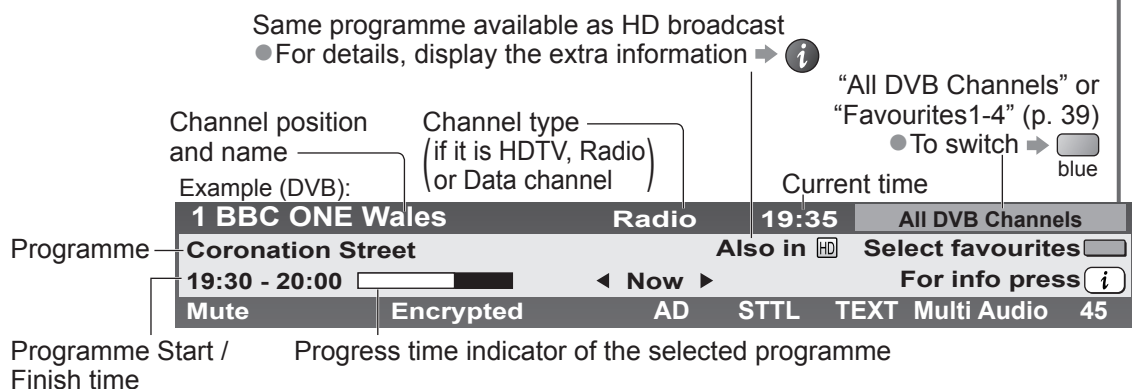 Same programme available as HD broadcast
●For details, display the extra information ➡ i
“All DVB Channels” or
“Favourites1-4” (p. 39)
●To switch ➡
blue
Channel position
and name
Channel type
(if it is HDTV, Radio
or Data channel)
Current time
Example (DVB):
1 BBC ONE Wales Radio 19:35 All DVB Channels
Programme
Coronation Street Also in HD Select favourites
19:30 - 20:00 ◀ Now ▶ For info press i
Mute Encrypted AD STTL TEXT Multi Audio 45
Programme Start /
Finish time
Progress time indicator of the selected programme